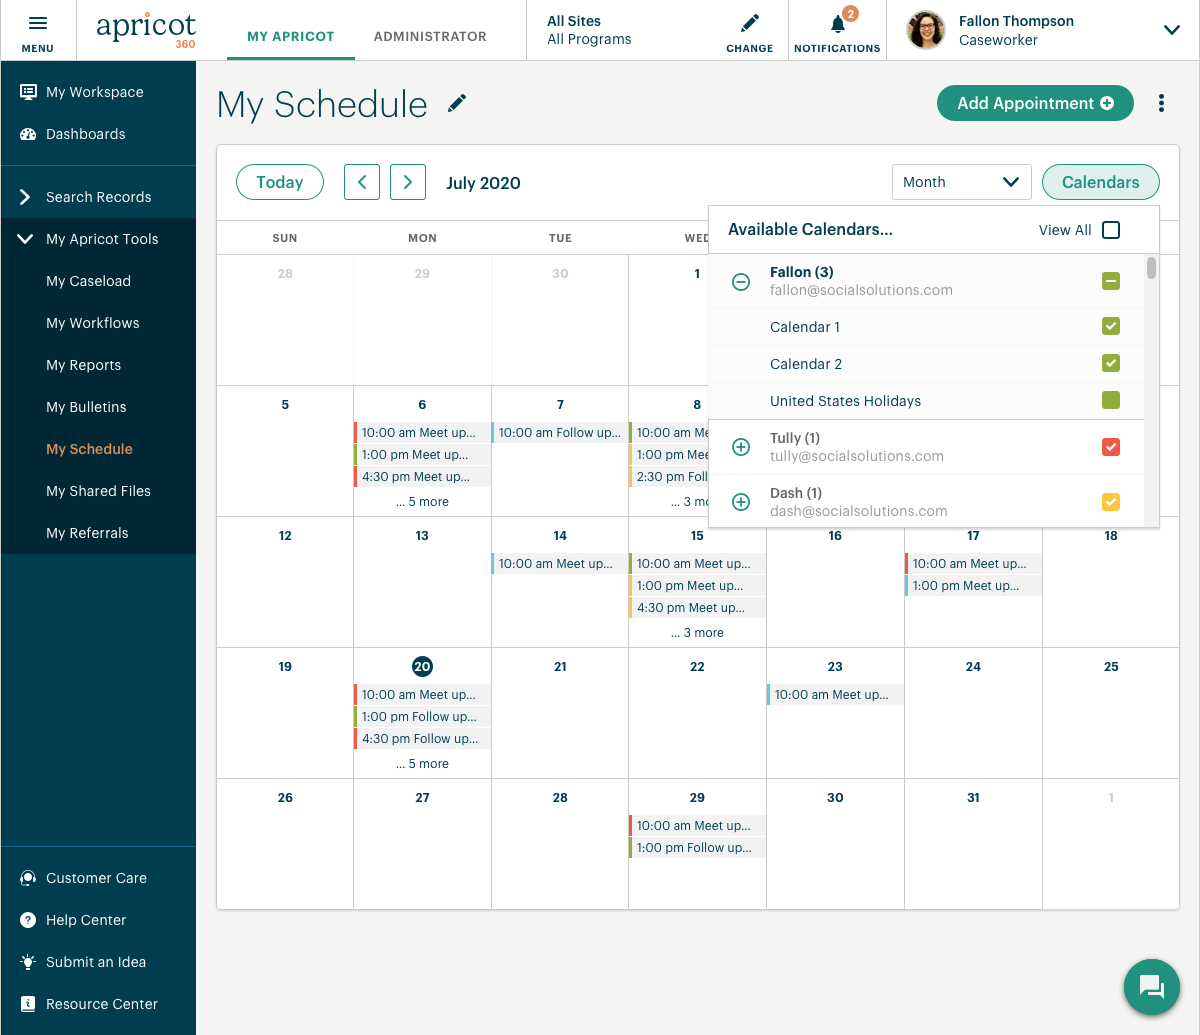 MENU
apricot
360
MY APRICOT
ADMINISTRATOR
All Sites
All Programs
CHANGE
2
NOTIFICATIONS
Fallon Thompson
Caseworker
My Workspace
Dashboards
Search Records
My Apricot Tools
My Caseload
My Workflows
My Reports
My Bulletins
My Schedule
My Shared Files
My Referrals
Customer Care
Help Center
Submit an Idea
Resource Center
My Schedule
Add Appointment
Today
July 2020
Month
Calendars
Available Calendars...
View All
Fallon (3)
fallon@socialsolutions.com
Calendar 1
Calendar 2
United States Holidays
Tully (1)
tully@socialsolutions.com
Dash (1)
dash@socialsolutions.com
SUN MON TUE WED
28 29 30 1
5 6 7 8
10:00 am Meet up...
1:00 pm Meet up...
4:30 pm Meet up...
... 5 more
10:00 am Follow up...
10:00 am Me
1:00 pm Mee
2:30 pm Foll
... 3 mo
12 13 14 15 16 17 18
10:00 am Meet up...
10:00 am Meet up...
1:00 pm Meet up...
4:30 pm Meet up...
... 3 more
10:00 am Meet up...
1:00 pm Meet up...
19 20 21 22 23 24 25
10:00 am Meet up...
1:00 pm Follow up...
4:30 pm Follow up...
... 5 more
10:00 am Meet up...
26 27 28 29 30 31 1
10:00 am Meet up...
1:00 pm Follow up...